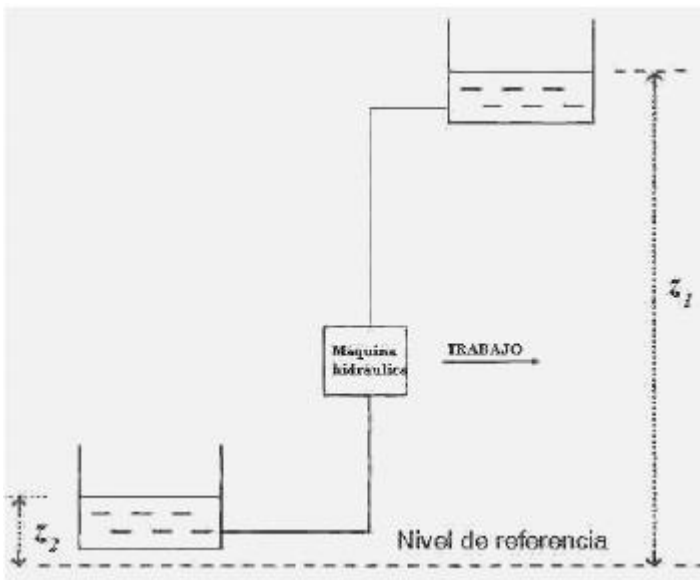 z₁
Máquina
hidráulica
TRABAJO
z₂
Nivel de referencia